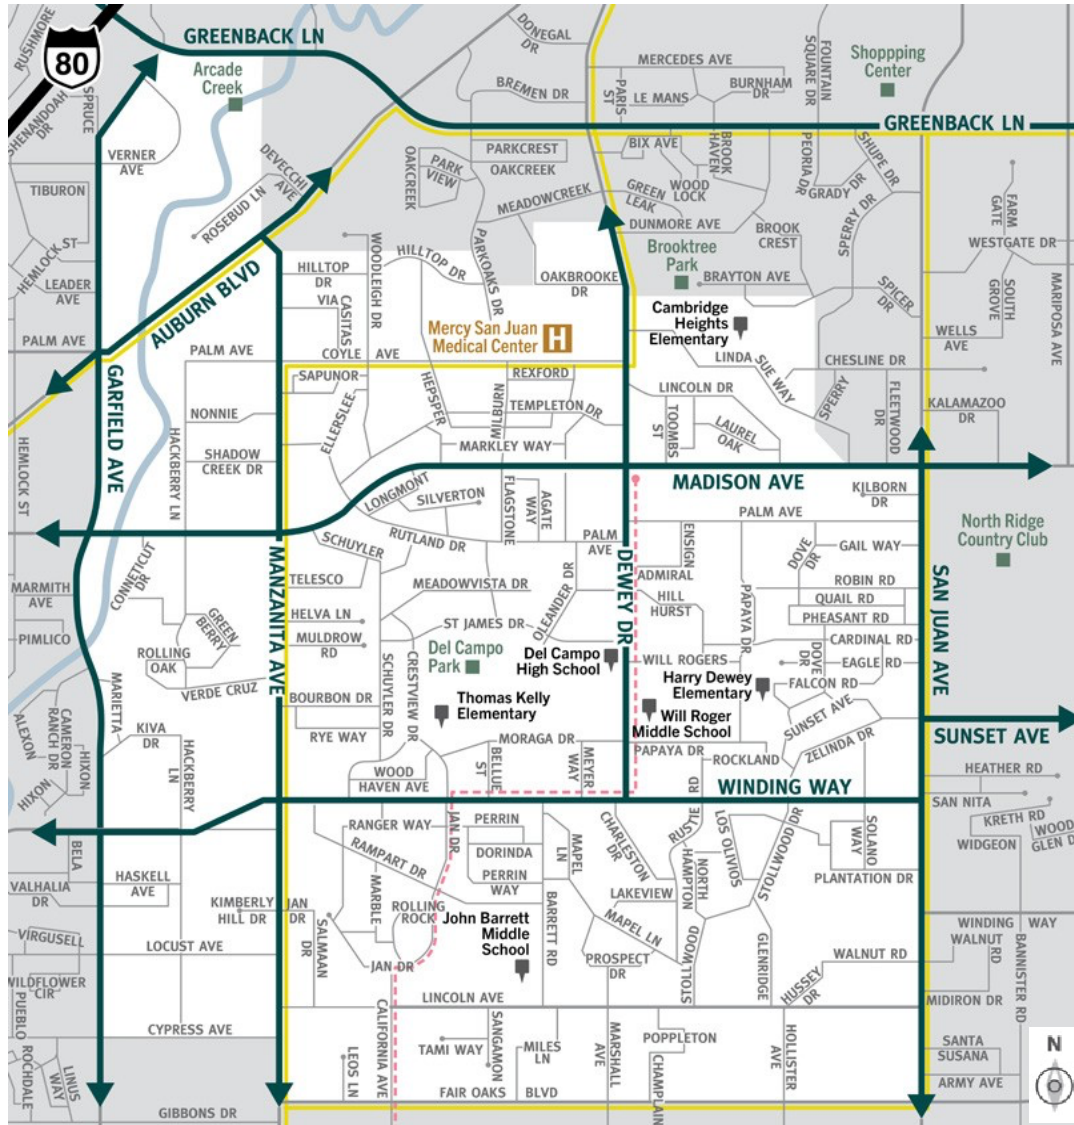 80
RUSHMORE
GREENBACK LN
DONEGAL
DR
Arcade
Creek
MERCEDES AVE
FOUNTAIN
SQUARE DR
Shoppping
Center
SHENANDOAH
DR
SPRUCE
BREMEN DR
PARIS
ST
LE MANS
BURNHAM
DR
GREENBACK LN
VERNER
AVE
DEVECCHI
AVE
PARKCREST
OAKCREEK
OAKCREEK
PARK
VIEW
BIX AVE
BROOK
HAVEN
PEORIA DR
SHUPE DR
GRADY DR
TIBURON
ROSEBUD LN
MEADOWCREEK
GREEN
LEAK
WOOD
LOCK
DUNMORE AVE
SPERRY DR
FARM
GATE
HEMLOCK ST
WOODLEIGH DR
HILLTOP DR
PARKOAKS DR
BROOK
CREST
WESTGATE DR
Brooktree
Park
LEADER
AVE
AUBURN BLVD
HILLTOP
DR
OAKBROOKE
DR
BRAYTON AVE
SPICER
DR
SOUTH
GROVE
MARIPOSA AVE
VIA
CASITAS
Mercy San Juan
Medical Center
H
Cambridge
Heights
Elementary
WELLS
AVE
PALM AVE
PALM AVE
COYLE AVE
LINDA
SUE WAY
CHESLINE DR
GARFIELD AVE
SAPUNOR
HEPSPER
MILBURN
REXFORD
LINCOLN DR
SPERRY
FLEETWOOD
DR
KALAMAZOO
DR
NONNIE
ELLERSLEE
TEMPLETON DR
TOOMBS
ST
LAUREL
OAK
HEMLOCK ST
HACKBERRY LN
SHADOW
CREEK DR
MARKLEY WAY
MADISON AVE
LONGMONT
SILVERTON
FLAGSTONE
AGATE
WAY
KILBORN
DR
PALM AVE
North Ridge
Country Club
SCHUYLER
RUTLAND DR
PALM
AVE
ENSIGN
DOVE
DR
GAIL WAY
CONNETICUT
DR
MANZANITA AVE
TELESCO
MEADOWVISTA DR
OLEANDER DR
DEWEY DR
ADMIRAL
PAPAYA DR
ROBIN RD
SAN JUAN AVE
MARMITH
AVE
HILL
HURST
QUAIL RD
PHEASANT RD
GREEN
BERRY
HELVA LN
ST JAMES DR
PIMLICO
MULDROW
RD
CARDINAL RD
ROLLING
OAK
Del Campo
Park
Del Campo
High School
WILL ROGERS
DOVE
DR
EAGLE RD
SCHUYLER DR
CRESTVIEW DR
Harry Dewey
Elementary
FALCON RD
MARIETTA
VERDE CRUZ
BOURBON DR
Thomas Kelly
Elementary
Will Roger
Middle School
SUNSET AVE
ALEXON
CAMERON
RANCH DR
KIVA
DR
RYE WAY
MORAGA DR
PAPAYA DR
ZELINDA DR
SUNSET AVE
HIXON
HIXON
HACKBERRY
LN
WOOD
HAVEN AVE
BELLUE
ST
MEYER
WAY
ROCKLAND
HEATHER RD
WINDING WAY
SAN NITA
RANGER WAY
JAN DR
PERRIN
MAPEL
LN
CHARLESTON
DR
RUSTIE
RD
LOS OLIVIOS
STOLLWOOD DR
SOLANO
WAY
KRETH RD
WOOD
GLEN D
WIDGEON
BELA
RAMPART DR
DORINDA
NORTH
HAMPTON
PLANTATION DR
VALHALIA
DR
HASKELL
AVE
PERRIN
WAY
LAKEVIEW
KIMBERLY
HILL DR
JAN
DR
MARBLE
ROLLING
ROCK
BARRETT RD
MAPEL LN
WINDING WAY
VIRGUSELL
SALMAAN
DR
John Barrett
Middle
School
LOCUST AVE
PROSPECT
DR
STOLLWOOD
GLENRIDGE
WALNUT RD
WALNUT
RD
BANNISTER RD
JAN DR
WILDFLOWER
CIR
HUSSEY
DR
LINCOLN AVE
MIDIRON DR
PUEBLO
CYPRESS AVE
CALIFORNIA AVE
SANGAMON
POPPLETON
ROCHDALE
LINUS
WAY
LEOS LN
TAMI WAY
MILES
LN
MARSHALL
AVE
CHAMPLAIN
HOLLISTER
AVE
SANTA
SUSANA
N
FAIR OAKS BLVD
ARMY AVE
GIBBONS DR